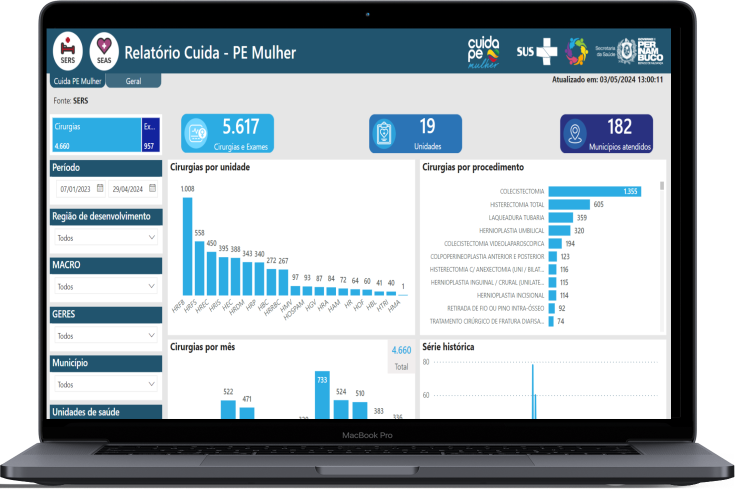 SERS
SEAS
Relatório Cuida - PE Mulher
cuida
pe
mulher
SUS
Secretaria
da Saúde
PER
NAM
BUCO
Cuida PE Mulher
Geral
Atualizado em: 03/05/2024 13:00:11
Fonte: SERS
Cirurgias
4.660
Ex...
957
5.617
Cirurgias e Exames
19
Unidades
182
Municípios atendidos
Período
07/01/2023
29/04/2024
Região de desenvolvimento
Todos
MACRO
Todos
GERES
Todos
Município
Todos
Unidades de saúde
Cirurgias por unidade
1.008
558
450
395
388
343
340
272
267
97
93
87
84
72
64
60
41
40
1
HRFB
HRFS
HREC
HRIS
HEC
HRDM
HRP
HBC
HRRBC
HMV
HOSPAM
HGV
HRA
HAM
HR
HOF
HBL
HTRI
HMA
Cirurgias por procedimento
COLECISTECTOMIA 1.355
HISTERECTOMIA TOTAL 605
LAQUEADURA TUBARIA 359
HERNIOPLASTIA UMBILICAL 320
COLECISTECTOMIA VIDEOLAPAROSCOPICA 194
COLPOPERINEOPLASTIA ANTERIOR E POSTERIOR 123
HISTERECTOMIA C/ ANEXECTOMIA (UNI / BILAT... 116
HERNIOPLASTIA INGUINAL / CRURAL (UNILATE... 115
HERNIOPLASTIA INCISIONAL 114
RETIRADA DE FIO OU PINO INTRA-ÓSSEO 92
TRATAMENTO CIRÚRGICO DE FRATURA DIAFISA... 74
Cirurgias por mês
4.660
Total
522
471
733
524
510
383
336
Série histórica
80
60
MacBook Pro